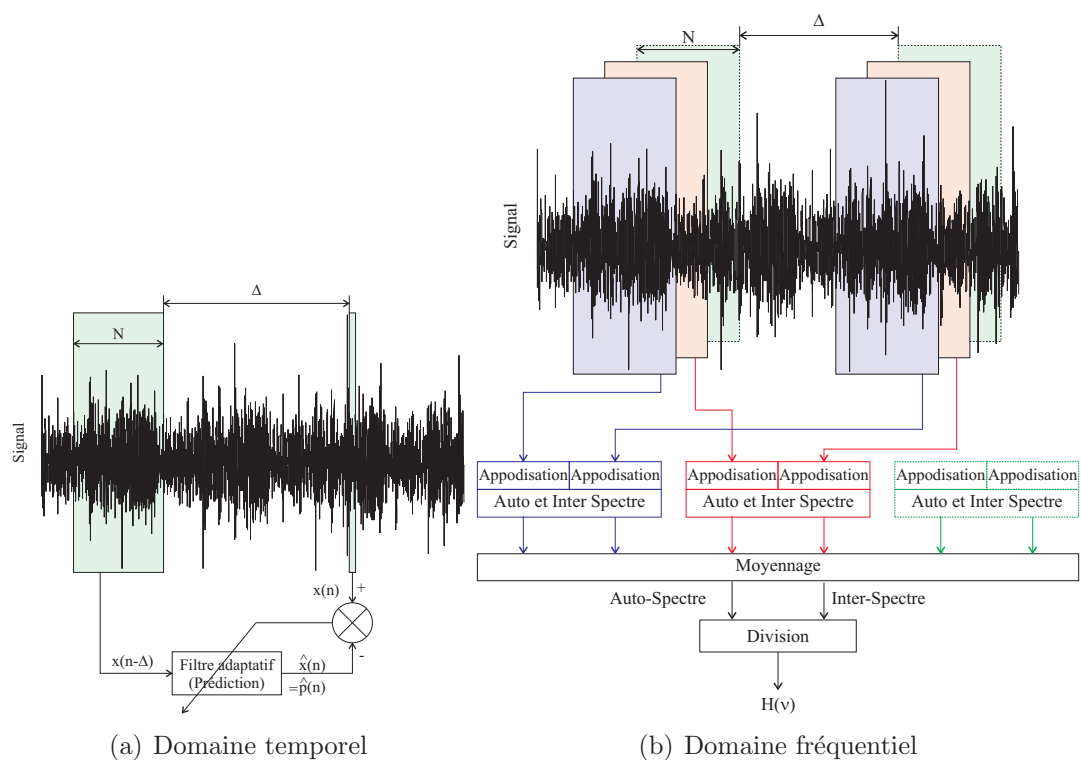 N
Δ
Signal
Appodisation Appodisation
Auto et Inter Spectre
Appodisation Appodisation
Auto et Inter Spectre
Appodisation Appodisation
Auto et Inter Spectre
Moyennage
Auto-Spectre
Inter-Spectre
Division
H(ν)
Δ
N
Signal
x(n)
+
-
x(n-Δ)
Filtre adaptatif
(Prédiction)
x̂(n)
=p̂(n)
(a) Domaine temporel
(b) Domaine fréquentiel